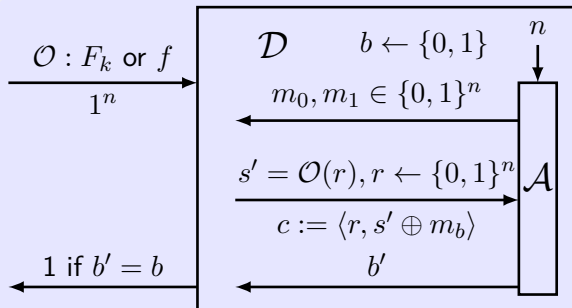 𝒪 : F_k or f
1^n
𝒟
b ← {0, 1}
n
m_0, m_1 ∈ {0, 1}^n
s′ = 𝒪(r), r ← {0, 1}^n
c := ⟨r, s′ ⊕ m_b⟩
𝒜
1 if b′ = b
b′